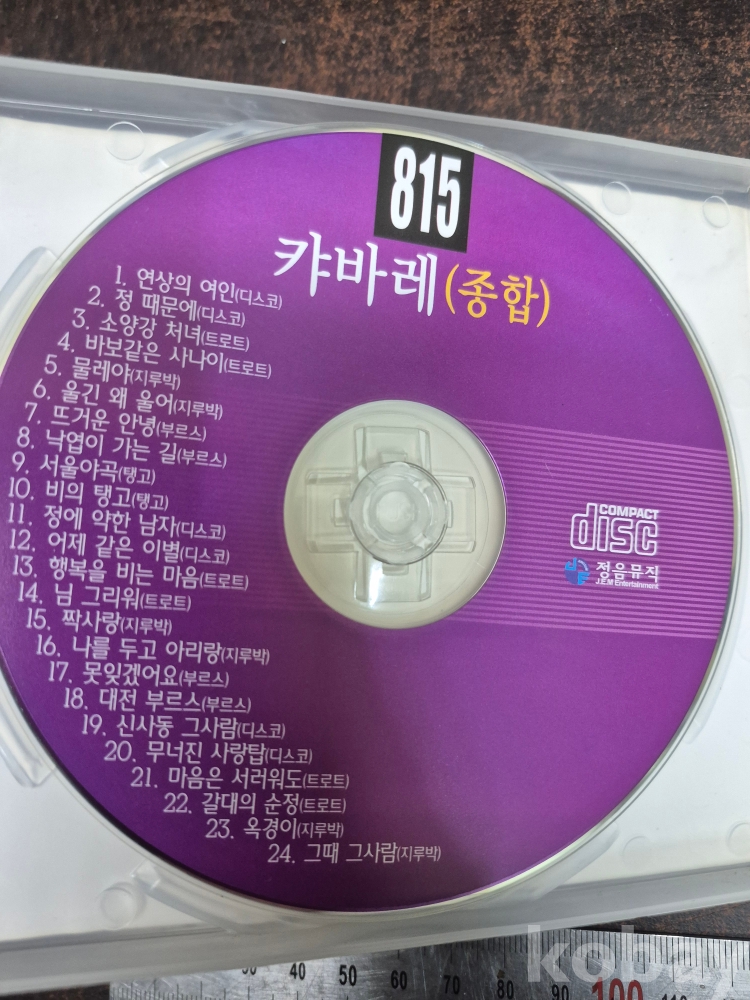 815
캬바레(종합)
1. 연상의 여인(디스코)
2. 정 때문에(디스코)
3. 소양강 처녀(트로트)
4. 바보같은 사나이(트로트)
5. 물레야(지루박)
6. 울긴 왜 울어(지루박)
7. 뜨거운 안녕(부르스)
8. 낙엽이 가는 길(부르스)
9. 서울야곡(탱고)
10. 비의 탱고(탱고)
11. 정에 약한 남자(디스코)
12. 어제 같은 이별(디스코)
13. 행복을 비는 마음(트로트)
14. 님 그리워(트로트)
15. 짝사랑(지루박)
16. 나를 두고 아리랑(지루박)
17. 못잊겠어요(부르스)
18. 대전 부르스(부르스)
19. 신사동 그사람(디스코)
20. 무너진 사랑탑(디스코)
21. 마음은 서러워도(트로트)
22. 갈대의 순정(트로트)
23. 옥경이(지루박)
24. 그때 그사람(지루박)
COMPACT
disc
정음뮤직
J.E.M Entertainment
30 40 50 60 70 80 90 100
kobay